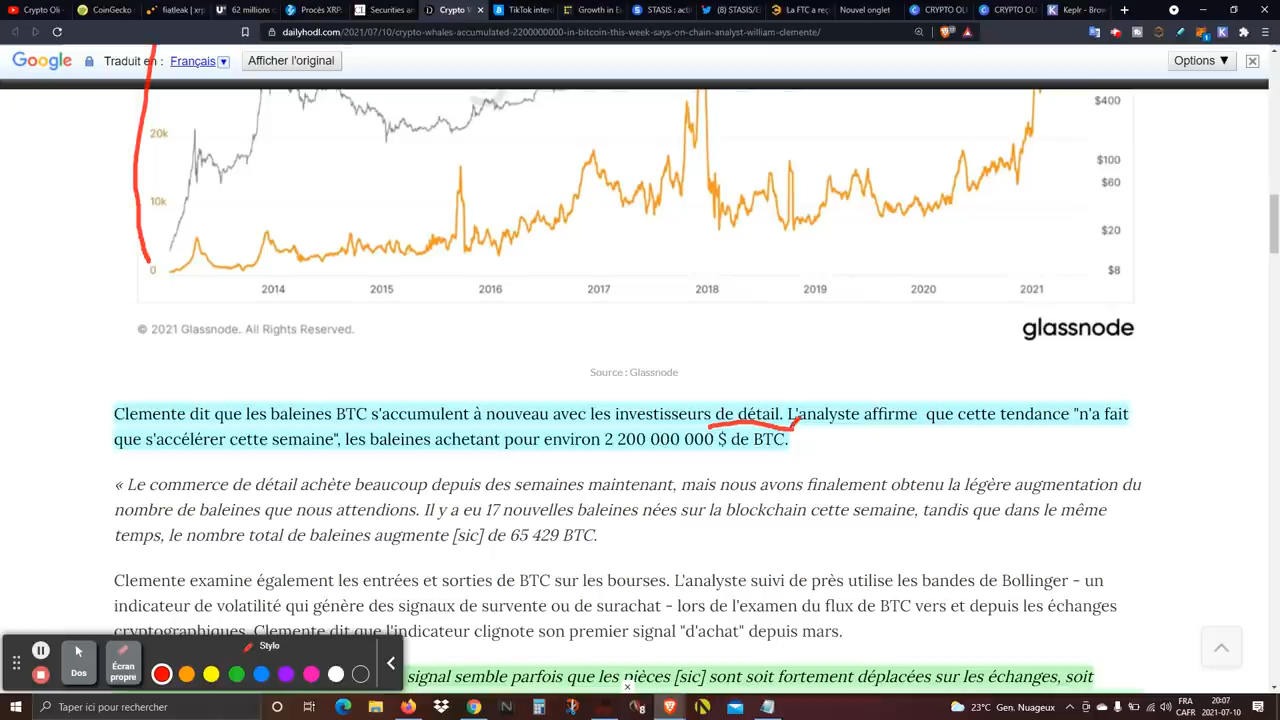 Crypto Oli
CoinGecko
fiatleak | xrp
62 millions c
Procès XRP:
Securities an
Crypto W
TikTok interd
Growth in E
STASIS : acti
(8) STASIS/E
La FTC a req
Nouvel onglet
CRYPTO OLI
CRYPTO OLI
Keplr - Brow
dailyhodl.com/2021/07/10/crypto-whales-accumulated-2200000000-in-bitcoin-this-week-says-on-chain-analyst-william-clemente/
Google Traduit en : Français Afficher l'original Options ▼
20k
10k
0
$400
$100
$60
$20
$8
2014 2015 2016 2017 2018 2019 2020 2021
© 2021 Glassnode. All Rights Reserved.
glassnode
Source : Glassnode
Clemente dit que les baleines BTC s'accumulent à nouveau avec les investisseurs de détail. L'analyste affirme que cette tendance "n'a fait
que s'accélérer cette semaine", les baleines achetant pour environ 2 200 000 000 $ de BTC.
« Le commerce de détail achète beaucoup depuis des semaines maintenant, mais nous avons finalement obtenu la légère augmentation du
nombre de baleines que nous attendions. Il y a eu 17 nouvelles baleines nées sur la blockchain cette semaine, tandis que dans le même
temps, le nombre total de baleines augmente [sic] de 65 429 BTC.
Clemente examine également les entrées et sorties de BTC sur les bourses. L'analyste suivi de près utilise les bandes de Bollinger - un
indicateur de volatilité qui génère des signaux de survente ou de surachat - lors de l'examen du flux de BTC vers et depuis les échanges
cryptographiques. Clemente dit que l'indicateur clignote son premier signal "d'achat" depuis mars.
signal semble parfois que les pièces [sic] sont soit fortement déplacées sur les échanges, soit
Stylo
Dos
Écran
propre
Taper ici pour rechercher
23°C Gen. Nuageux
FRA
CAFR
20:07
2021-07-10